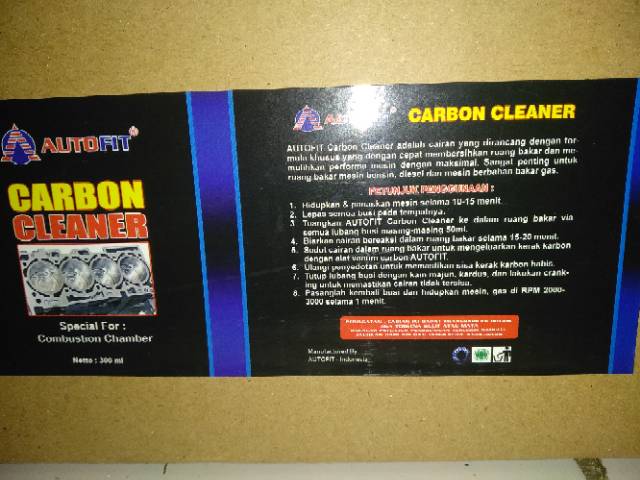 AUTOFIT®
CARBON
CLEANER
Special For :
Combustion Chamber
Netto : 300 ml
AUTOFIT® CARBON CLEANER
AUTOFIT Carbon Cleaner adalah cairan yang dirancang dengan for-
mula khusus yang dengan cepat membersihkan ruang bakar dan me-
mulihkan performa mesin dengan maksimal. Sangat penting untuk
ruang bakar mesin bensin, diesel dan mesin berbahan bakar gas.
PETUNJUK PENGGUNAAN :
1. Hidupkan & panaskan mesin selama 10-15 menit.
2. Lepas semua busi pada tempatnya.
3. Tuangkan AUTOFIT Carbon Cleaner ke dalam ruang bakar via
semua lubang busi masing-masing 50ml.
4. Biarkan cairan bereaksi dalam ruang bakar selama 15-20 menit.
5. Sedot cairan dalam ruang bakar untuk mengeluarkan kerak karbon
dengan alat vacum carbon AUTOFIT.
6. Ulangi penyedotan untuk memastikan sisa kerak karbon habis.
7. Tutup lubang busi dengan kain majun, kardus, dan lakukan crank-
ing untuk memastikan cairan tidak tersisa.
8. Pasanglah kembali busi dan hidupkan mesin, gas di RPM 2000-
3000 selama 1 menit.
PERINGATAN : CAIRAN INI DAPAT
Manufactured By
AUTOFIT - Indonesia